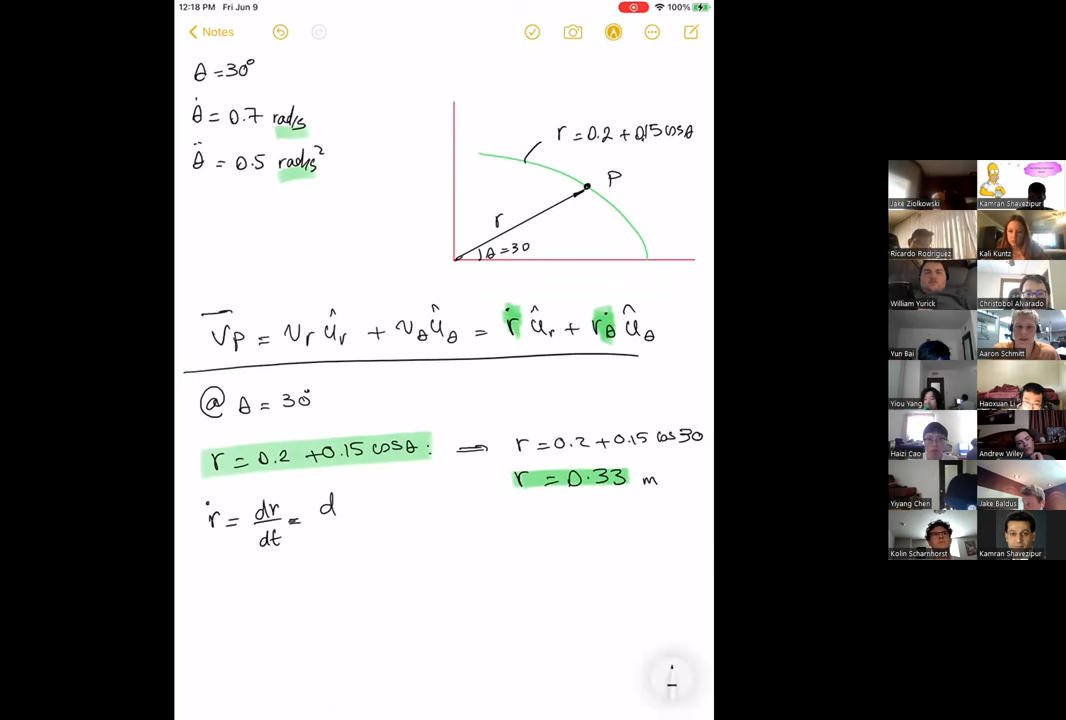 12:18 PM Fri Jun 9
100%
Notes
θ = 30°
θ̇ = 0.7 rad/s
θ̈ = 0.5 rad/s²
r = 0.2 + 0.15 cosθ
P
r
θ = 30
V̅p = Vr ûr + Vθ ûθ = ṙ ûr + rθ̇ ûθ
@ θ = 30°
r = 0.2 + 0.15 cosθ : ⟹ r = 0.2 + 0.15 cos 30
r = 0.33 m
ṙ = dr/dt = d
Jake Ziolkowski
Kamran Shavezipur
Ricardo Rodriguez
Kali Kuntz
William Yurick
Christobol Alvarado
Yun Bai
Aaron Schmitt
Yiou Yang
Haoxuan Li
Haizi Cao
Andrew Wiley
Yiyang Chen
Jake Baldus
Kolin Scharnhorst
Kamran Shavezipur